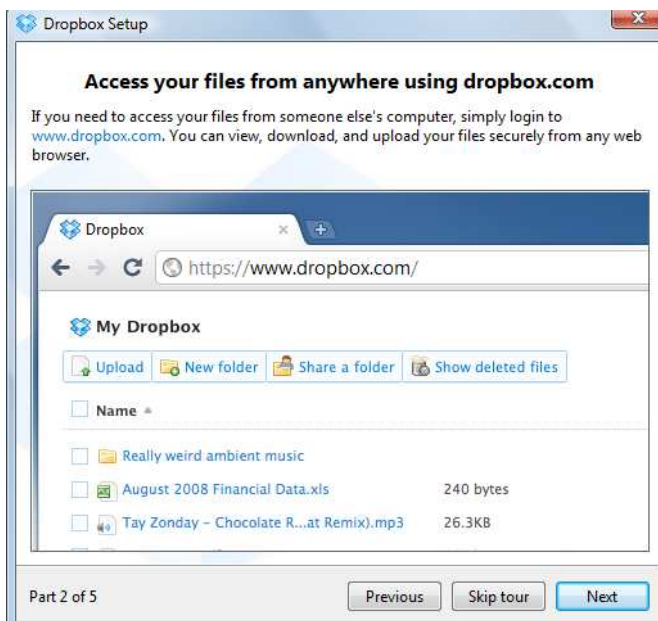 Dropbox Setup
Access your files from anywhere using dropbox.com
If you need to access your files from someone else's computer, simply login to
www.dropbox.com. You can view, download, and upload your files securely from any web
browser.
Dropbox
https://www.dropbox.com/
My Dropbox
Upload New folder Share a folder Show deleted files
Name
Really weird ambient music
August 2008 Financial Data.xls 240 bytes
Tay Zonday – Chocolate R...at Remix).mp3 26.3KB
Part 2 of 5 Previous Skip tour Next